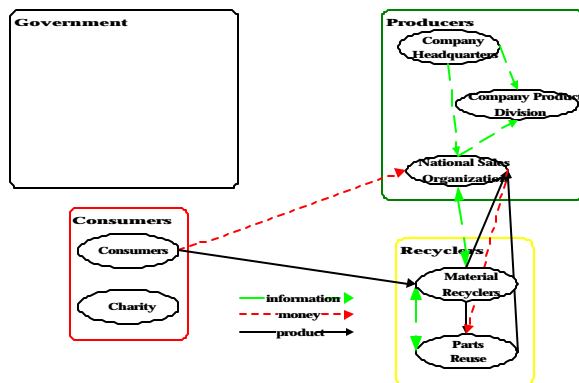 Government
Producers
Company
Headquarters
Company Product
Division
National Sales
Organization
Consumers
Consumers
Charity
Recyclers
Material
Recyclers
Parts
Reuse
information
money
product